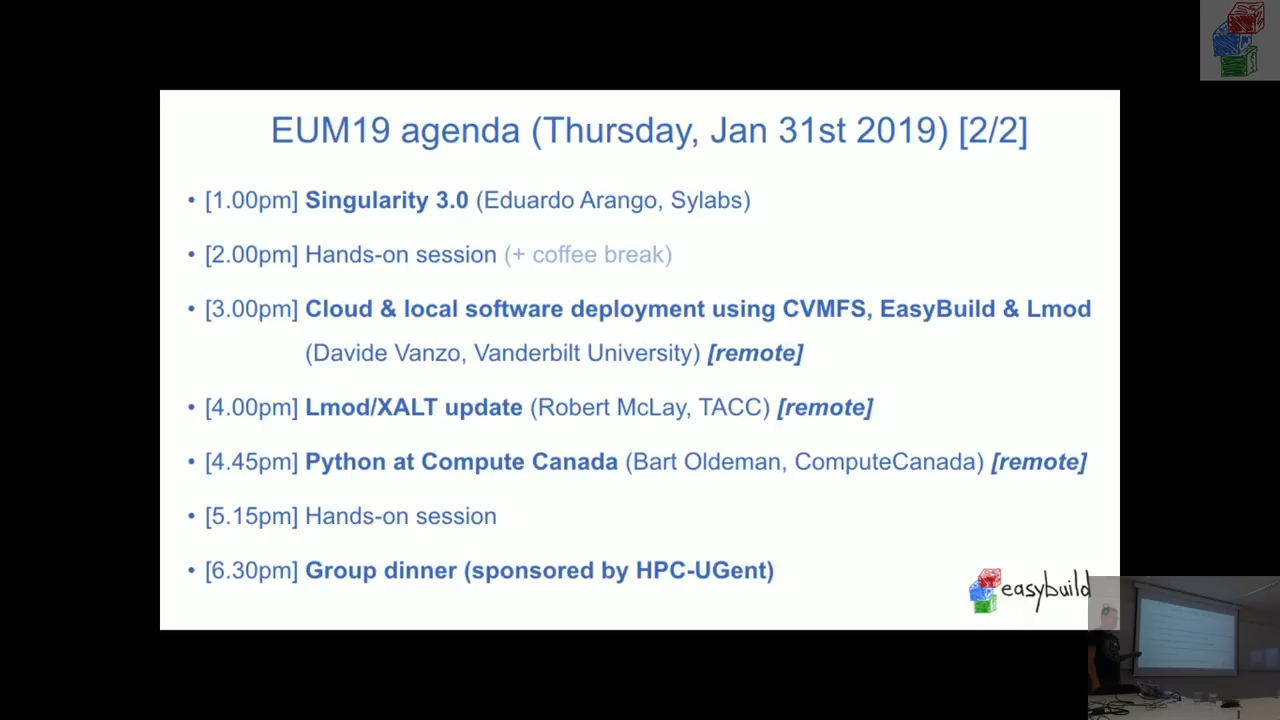 EUM19 agenda (Thursday, Jan 31st 2019) [2/2]
• [1.00pm] Singularity 3.0 (Eduardo Arango, Sylabs)
• [2.00pm] Hands-on session (+ coffee break)
• [3.00pm] Cloud & local software deployment using CVMFS, EasyBuild & Lmod
(Davide Vanzo, Vanderbilt University) [remote]
• [4.00pm] Lmod/XALT update (Robert McLay, TACC) [remote]
• [4.45pm] Python at Compute Canada (Bart Oldeman, ComputeCanada) [remote]
• [5.15pm] Hands-on session
• [6.30pm] Group dinner (sponsored by HPC-UGent)
easybuild